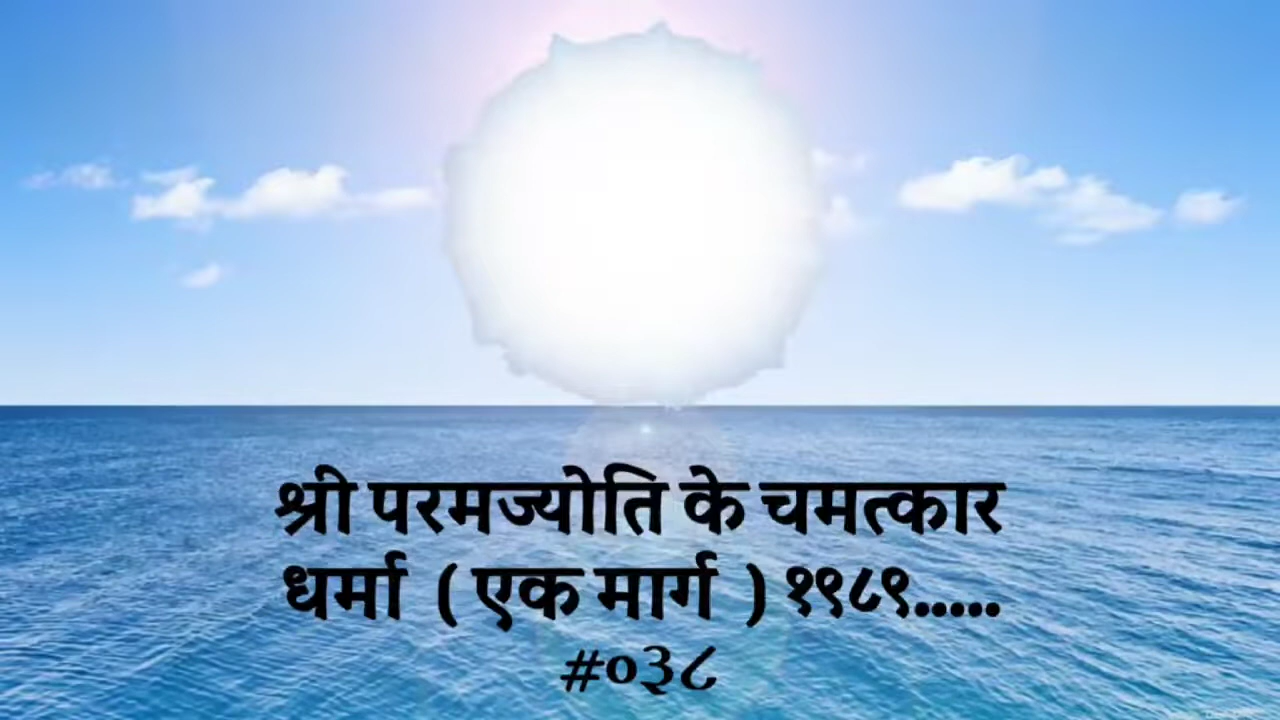 श्री परमज्योति के चमत्कार
धर्मा ( एक मार्ग ) १९८९.....
#०३८